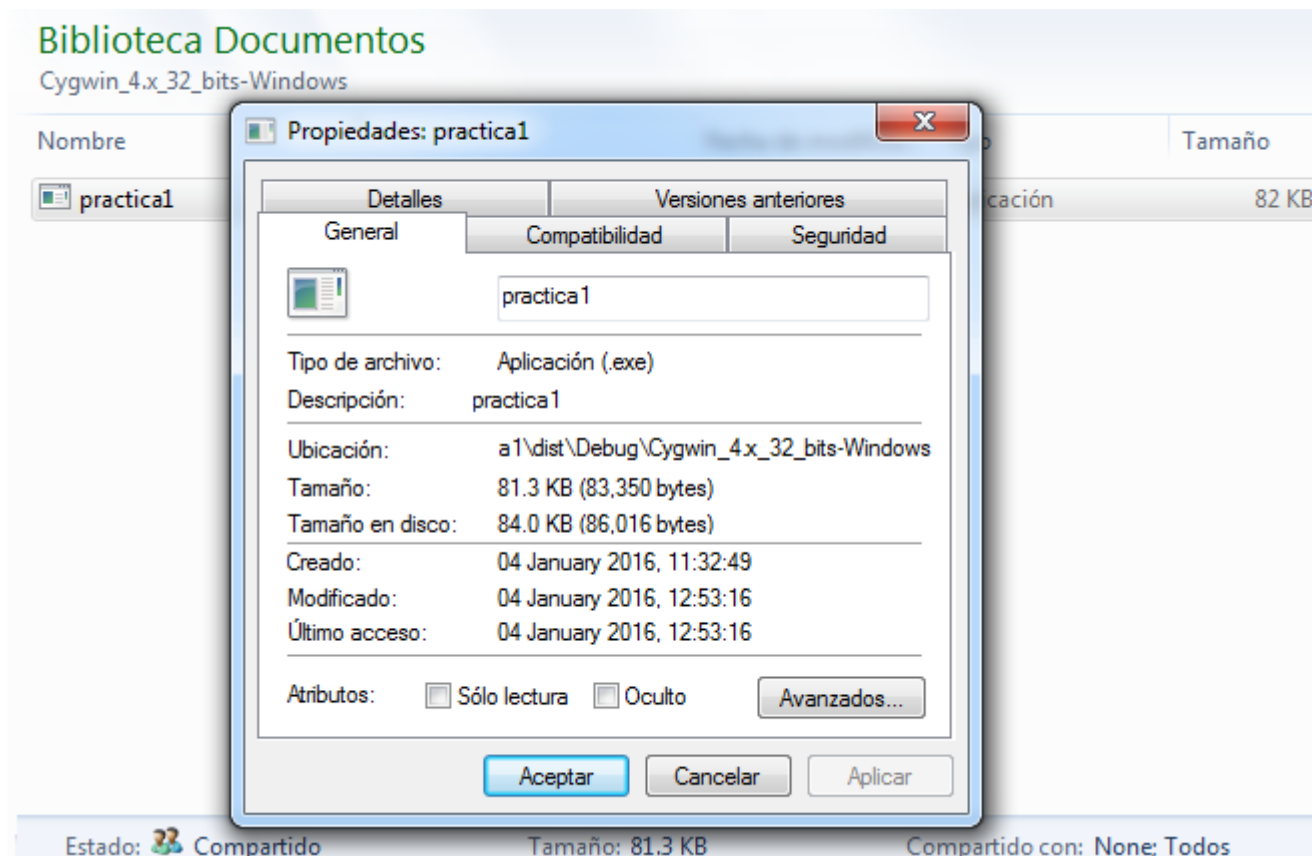 Biblioteca Documentos
Cygwin_4.x_32_bits-Windows
Nombre Tamaño
practica1 cación 82 KB
Propiedades: practica1
Detalles Versiones anteriores
General Compatibilidad Seguridad
practica1
Tipo de archivo: Aplicación (.exe)
Descripción: practica1
Ubicación: a1\dist\Debug\Cygwin_4.x_32_bits-Windows
Tamaño: 81.3 KB (83,350 bytes)
Tamaño en disco: 84.0 KB (86,016 bytes)
Creado: 04 January 2016, 11:32:49
Modificado: 04 January 2016, 12:53:16
Último acceso: 04 January 2016, 12:53:16
Atributos: Sólo lectura Oculto Avanzados...
Aceptar Cancelar Aplicar
Estado: Compartido Tamaño: 81.3 KB Compartido con: None; Todos